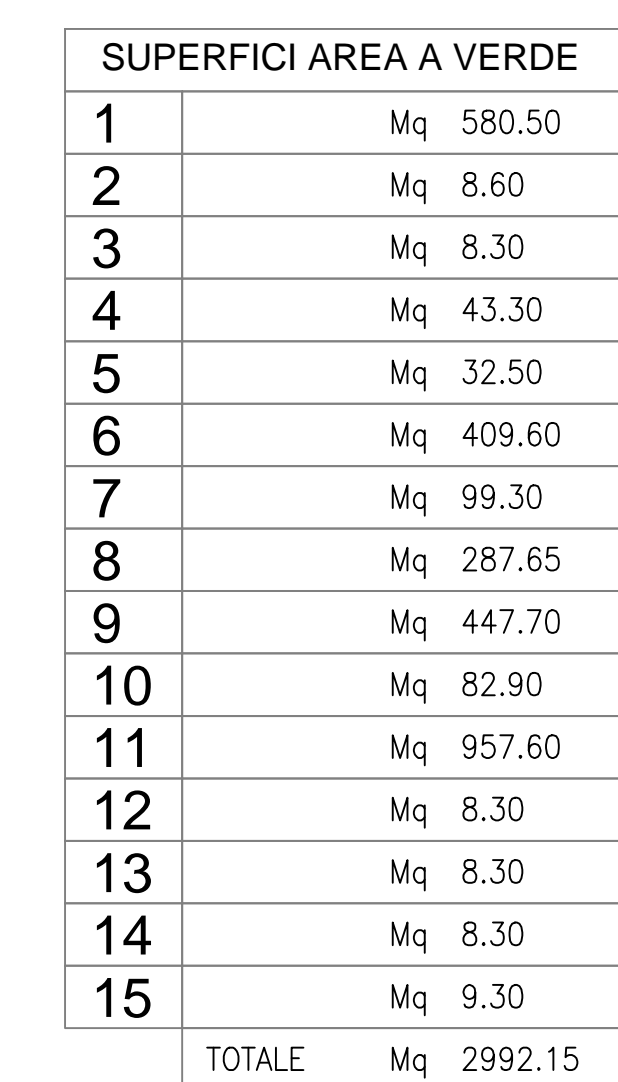 SUPERFICI AREA A VERDE
1 Mq 580.50
2 Mq 8.60
3 Mq 8.30
4 Mq 43.30
5 Mq 32.50
6 Mq 409.60
7 Mq 99.30
8 Mq 287.65
9 Mq 447.70
10 Mq 82.90
11 Mq 957.60
12 Mq 8.30
13 Mq 8.30
14 Mq 8.30
15 Mq 9.30
TOTALE Mq 2992.15